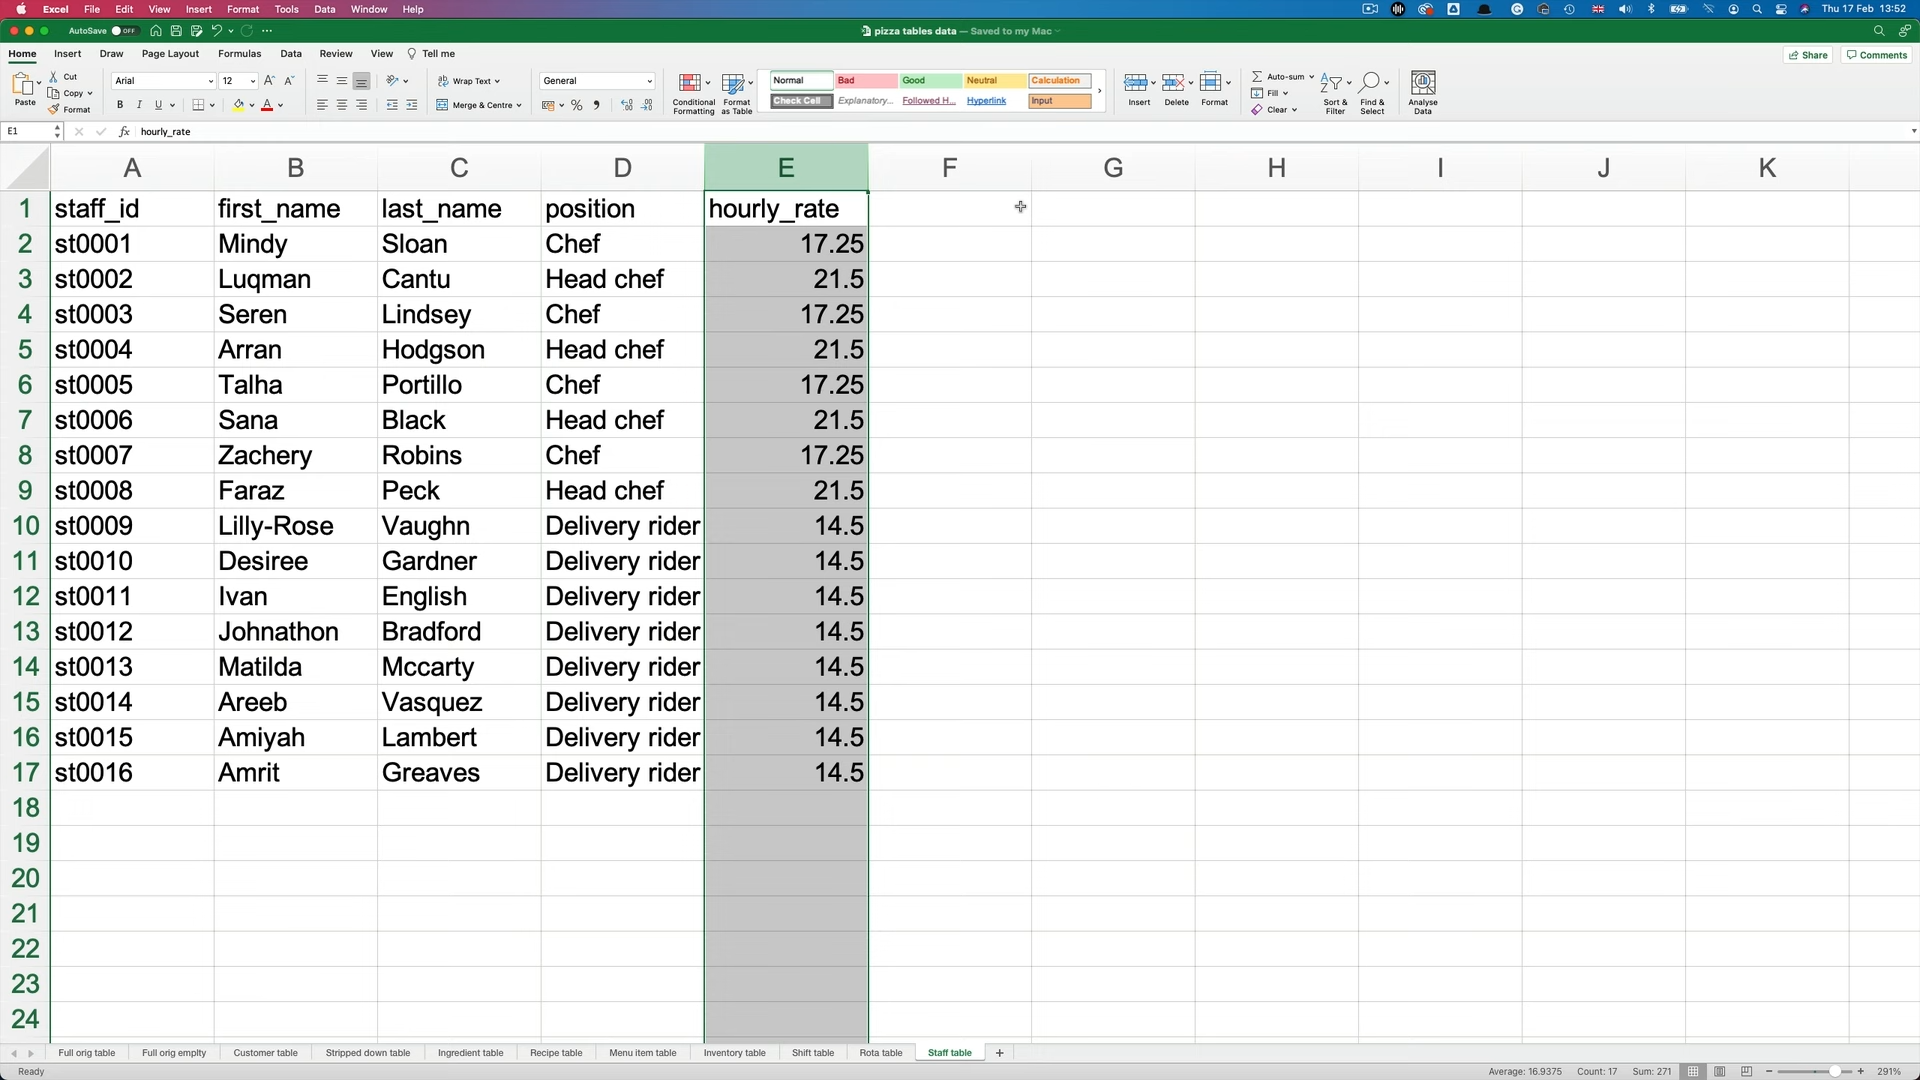 Excel File Edit View Insert Format Tools Data Window Help Thu 17 Feb 13:52
AutoSave OFF pizza tables data — Saved to my Mac
Home Insert Draw Page Layout Formulas Data Review View Tell me Share Comments
Paste Cut Copy Format
Arial 12 Wrap Text General
B I U Merge & Centre
Conditional Formatting Format as Table
Normal Bad Good Neutral Calculation
Check Cell Explanatory... Followed H... Hyperlink Input
Insert Delete Format
Auto-sum Fill Clear
Sort & Filter Find & Select Analyse Data
E1 fx hourly_rate
A B C D E F G H I J K
1 staff_id first_name last_name position hourly_rate
2 st0001 Mindy Sloan Chef 17.25
3 st0002 Luqman Cantu Head chef 21.5
4 st0003 Seren Lindsey Chef 17.25
5 st0004 Arran Hodgson Head chef 21.5
6 st0005 Talha Portillo Chef 17.25
7 st0006 Sana Black Head chef 21.5
8 st0007 Zachery Robins Chef 17.25
9 st0008 Faraz Peck Head chef 21.5
10 st0009 Lilly-Rose Vaughn Delivery rider 14.5
11 st0010 Desiree Gardner Delivery rider 14.5
12 st0011 Ivan English Delivery rider 14.5
13 st0012 Johnathon Bradford Delivery rider 14.5
14 st0013 Matilda Mccarty Delivery rider 14.5
15 st0014 Areeb Vasquez Delivery rider 14.5
16 st0015 Amiyah Lambert Delivery rider 14.5
17 st0016 Amrit Greaves Delivery rider 14.5
18
19
20
21
22
23
24
Full orig table Full orig emplty Customer table Stripped down table Ingredient table Recipe table Menu item table Inventory table Shift table Rota table Staff table +
Ready Average: 16.9375 Count: 17 Sum: 271 291%